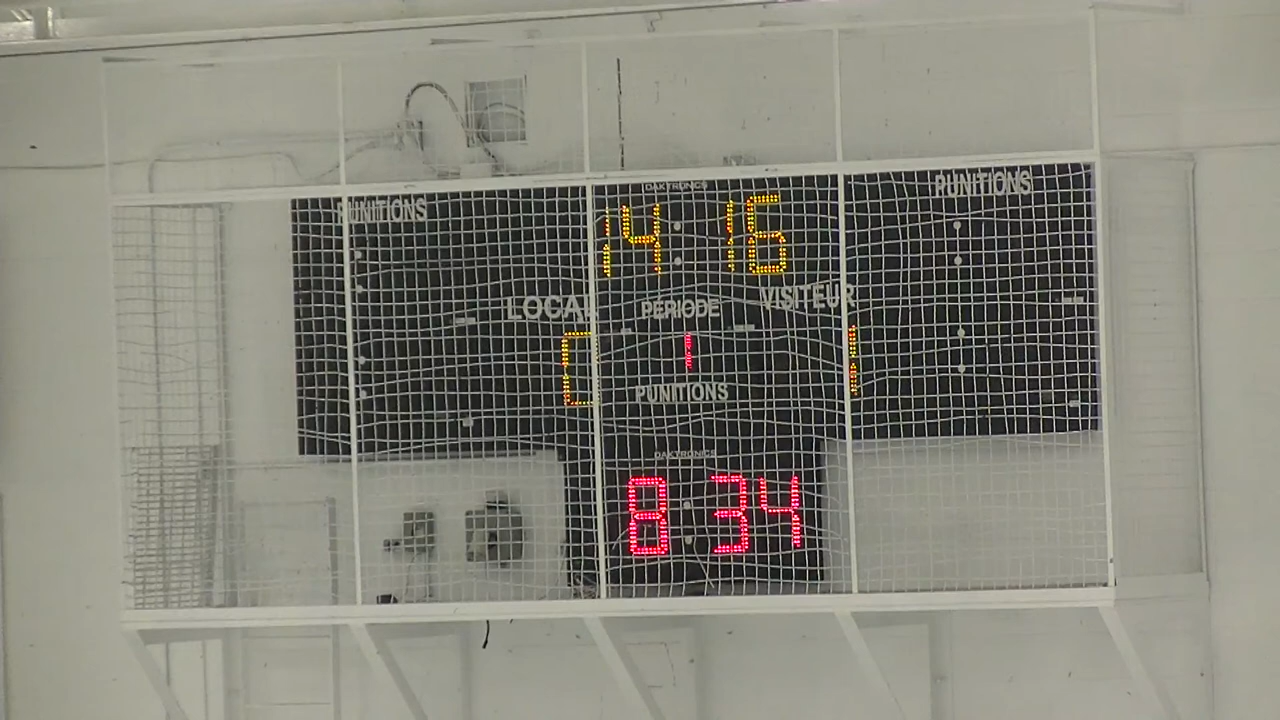 DAKTRONICS
PUNITIONS
14:16
PUNITIONS
LOCAL
PÉRIODE
VISITEUR
0
1
1
PUNITIONS
DAKTRONICS
8:34